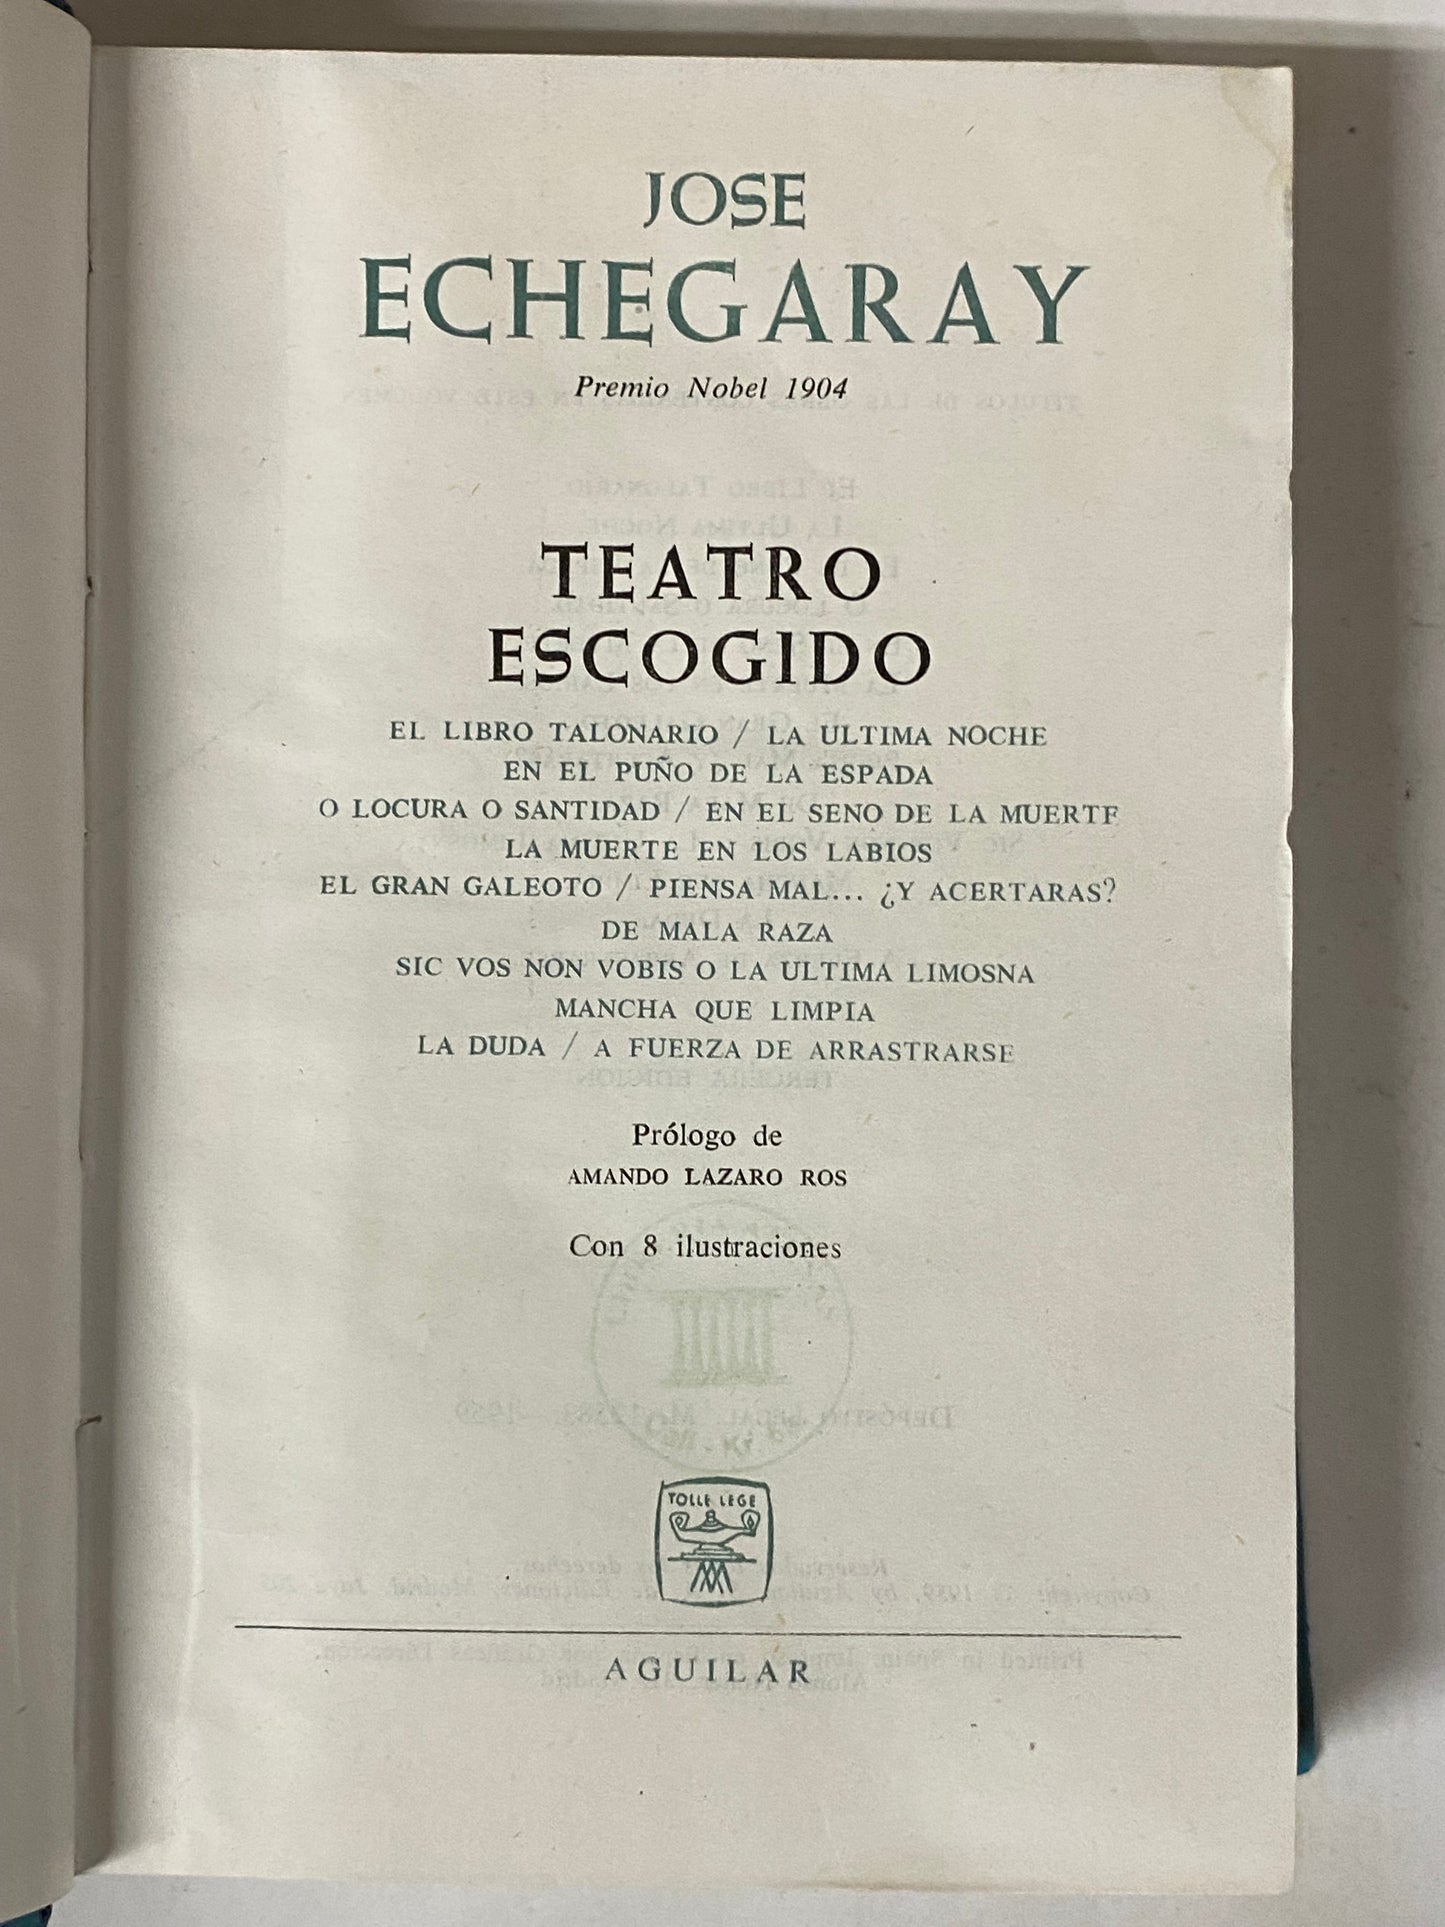 JOSE
ECHEGARAY
Premio Nobel 1904
TEATRO
ESCOGIDO
EL LIBRO TALONARIO / LA ULTIMA NOCHE
EN EL PUÑO DE LA ESPADA
O LOCURA O SANTIDAD / EN EL SENO DE LA MUERTE
LA MUERTE EN LOS LABIOS
EL GRAN GALEOTO / PIENSA MAL... ¿Y ACERTARAS?
DE MALA RAZA
SIC VOS NON VOBIS O LA ULTIMA LIMOSNA
MANCHA QUE LIMPIA
LA DUDA / A FUERZA DE ARRASTRARSE
Prólogo de
AMANDO LAZARO ROS
Con 8 ilustraciones
TOLLE LEGE
AGUILAR